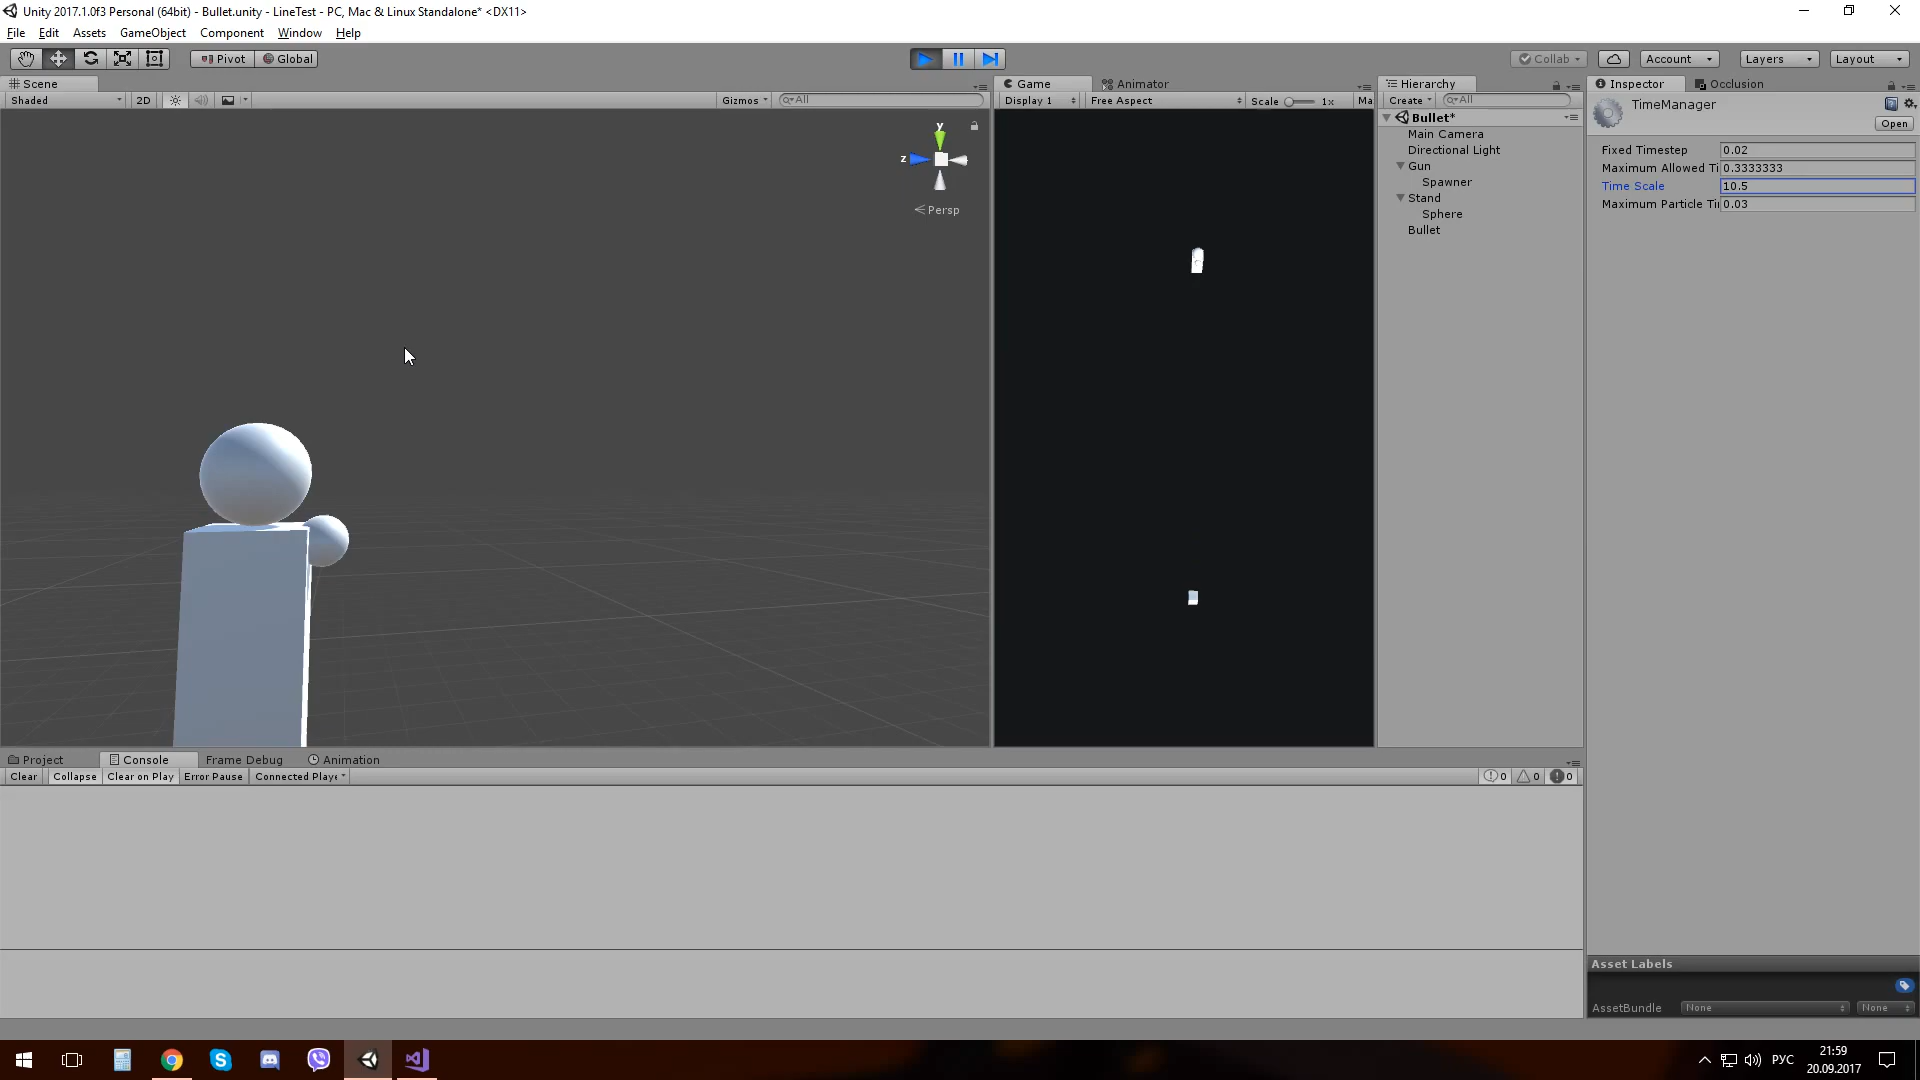 Unity 2017.1.0f3 Personal (64bit) - Bullet.unity - LineTest - PC, Mac & Linux Standalone* <DX11>
File Edit Assets GameObject Component Window Help
Pivot Global Collab Account Layers Layout
Scene
Shaded 2D Gizmos All
y
z
Persp
Game Animator
Display 1 Free Aspect Scale 1x Ma
Hierarchy
Create All
Bullet*
Main Camera
Directional Light
Gun
Spawner
Stand
Sphere
Bullet
Inspector Occlusion
TimeManager
Open
Fixed Timestep 0.02
Maximum Allowed Ti 0.3333333
Time Scale 10.5
Maximum Particle Ti 0.03
Project Console Frame Debug Animation
Clear Collapse Clear on Play Error Pause Connected Playe 0 0 0
Asset Labels
AssetBundle None None
РУС
21:59
20.09.2017